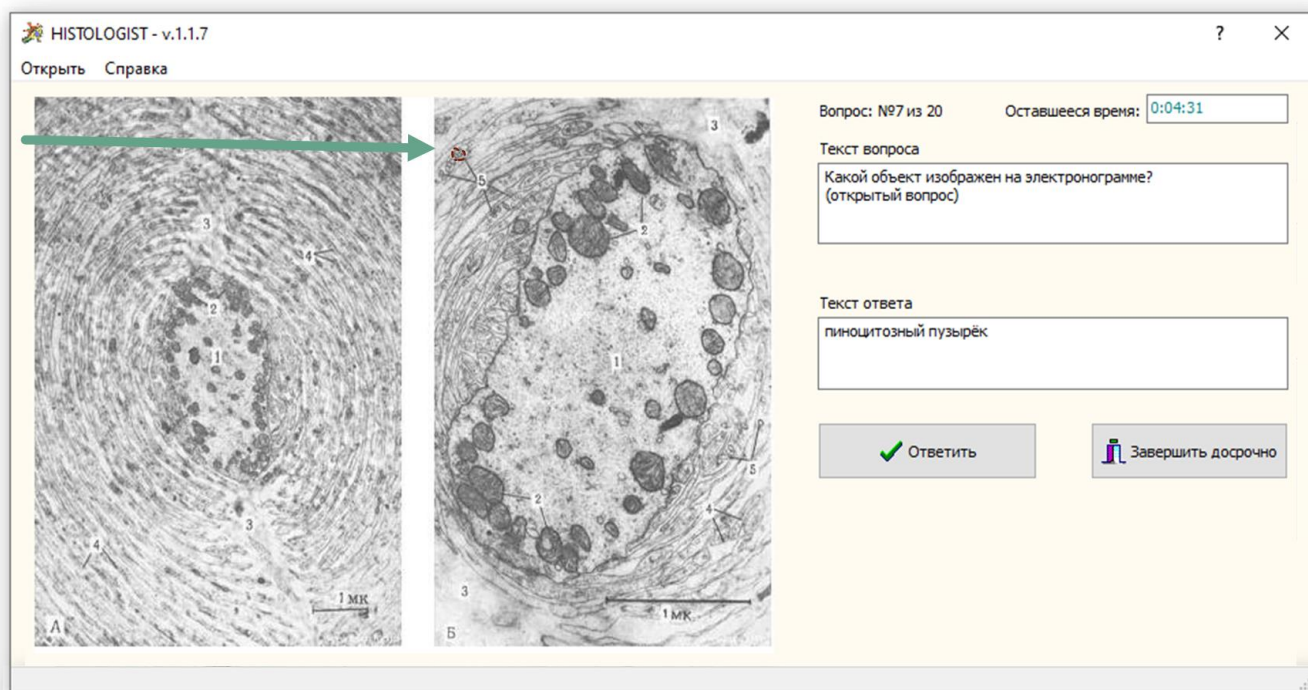 HISTOLOGIST - v.1.1.7
?
Открыть Справка
Вопрос: №7 из 20
Оставшееся время: 0:04:31
Текст вопроса
Какой объект изображен на электронограмме?
(открытый вопрос)
Текст ответа
пиноцитозный пузырёк
Ответить
Завершить досрочно
3
4
2
1
3
4
1 мк
А
3
5
2
1
5
2
4
3
1 мк
Б